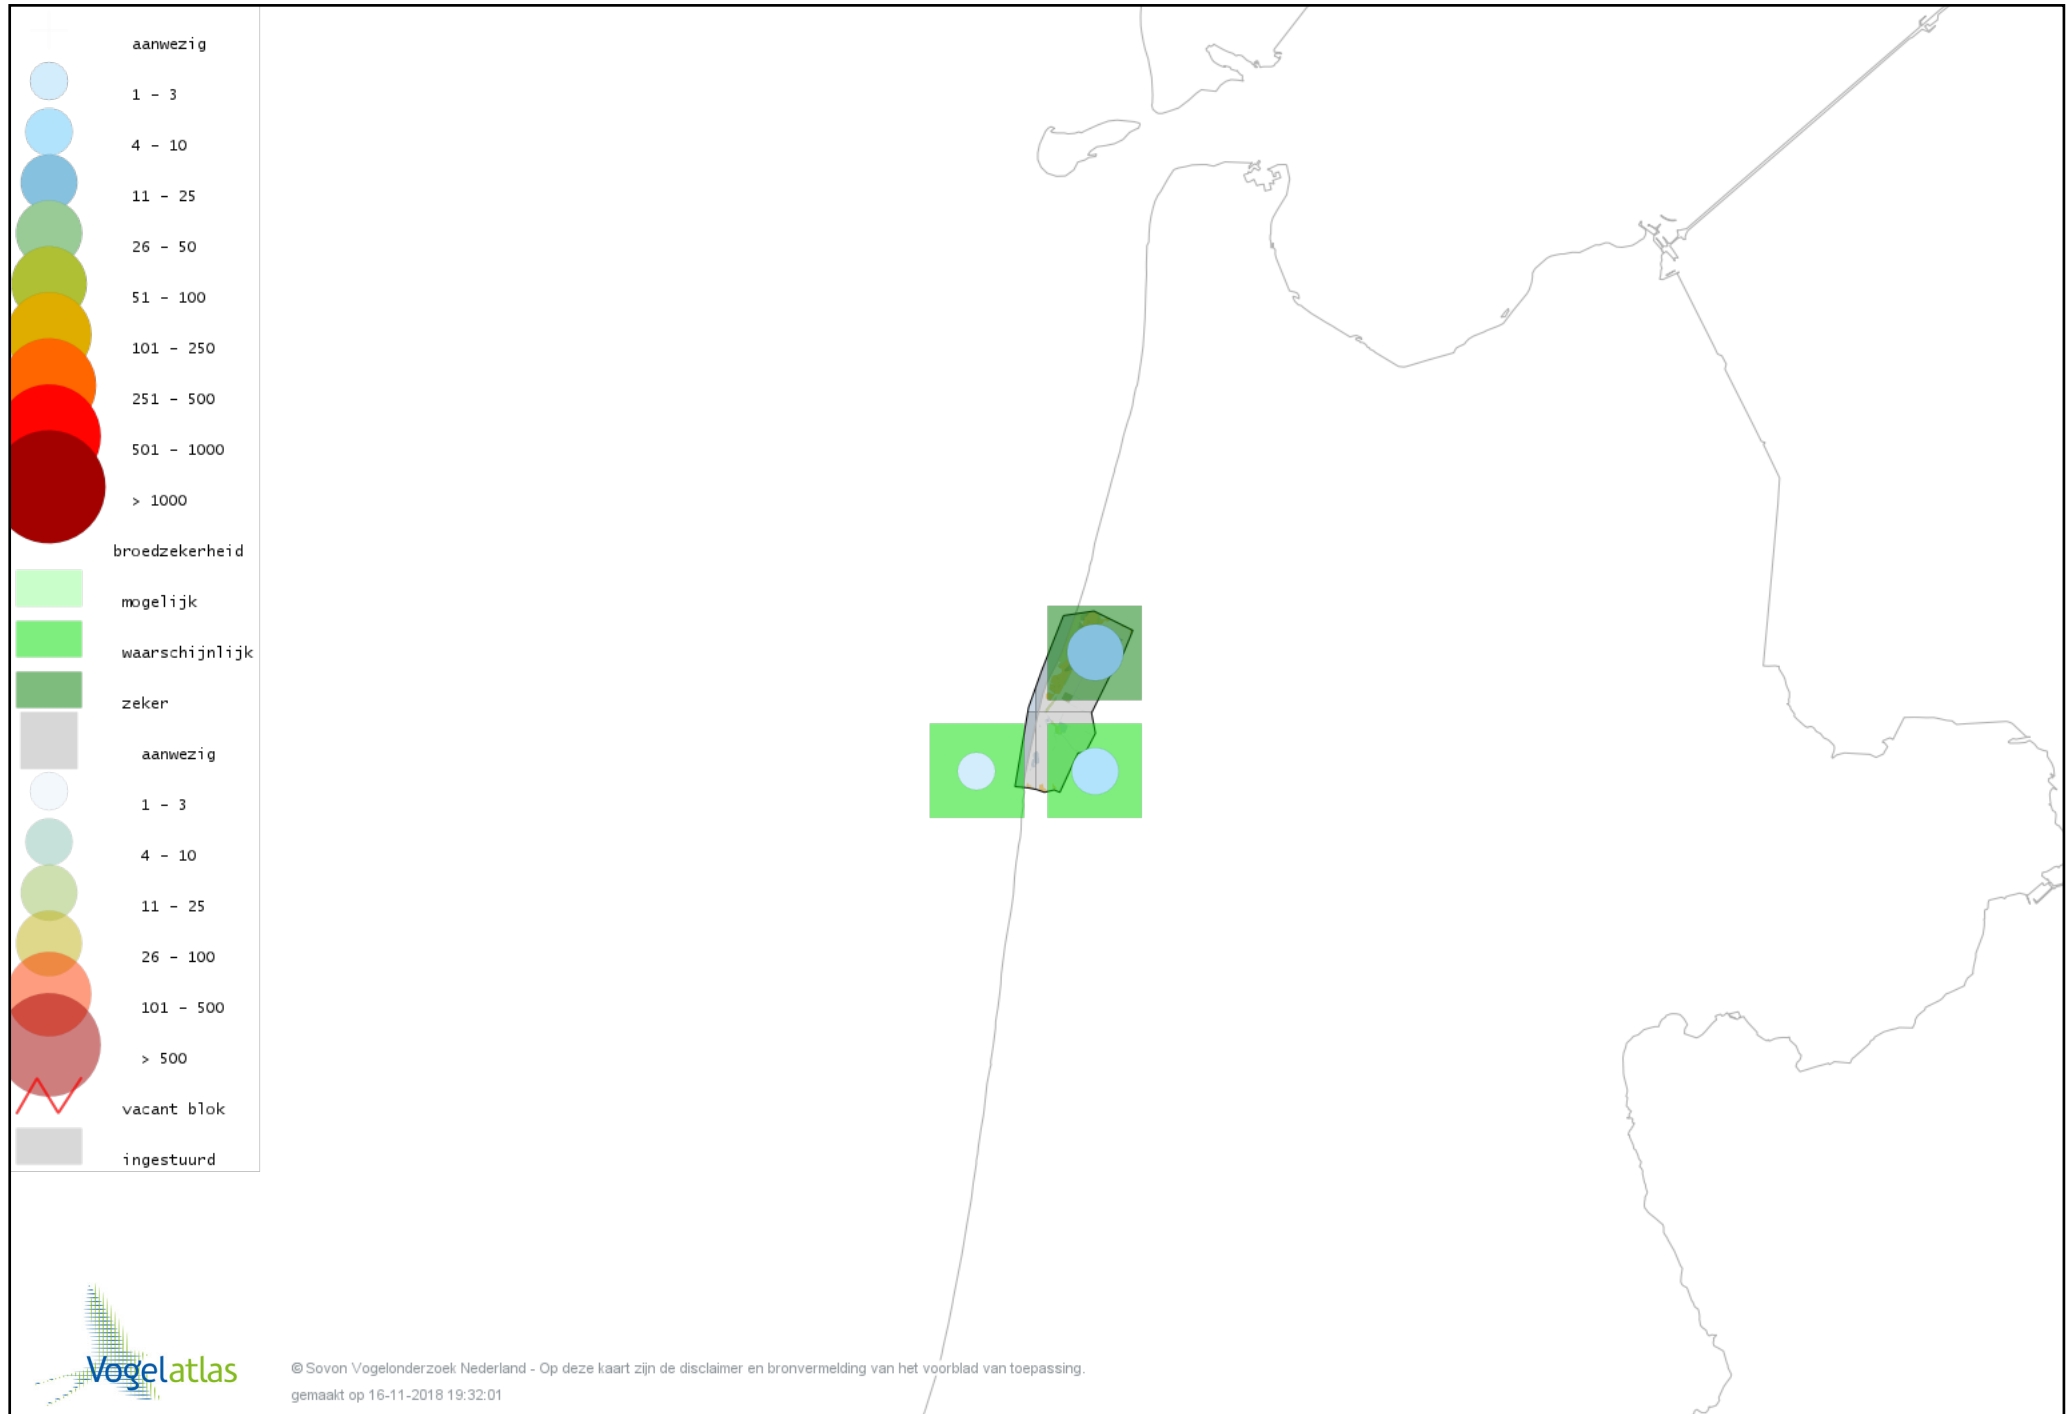 aanwezig
1 - 3
4 - 10
11 - 25
26 - 50
51 - 100
101 - 250
251 - 500
501 - 1000
> 1000
broedzekerheid
mogelijk
waarschijnlijk
zeker
aanwezig
1 - 3
4 - 10
11 - 25
26 - 100
101 - 500
> 500
vacant blok
ingestuurd
Vogelatlas
© Sovon Vogelonderzoek Nederland - Op deze kaart zijn de disclaimer en bronvermelding van het voorblad van toepassing.
gemaakt op 16-11-2018 19:32:01